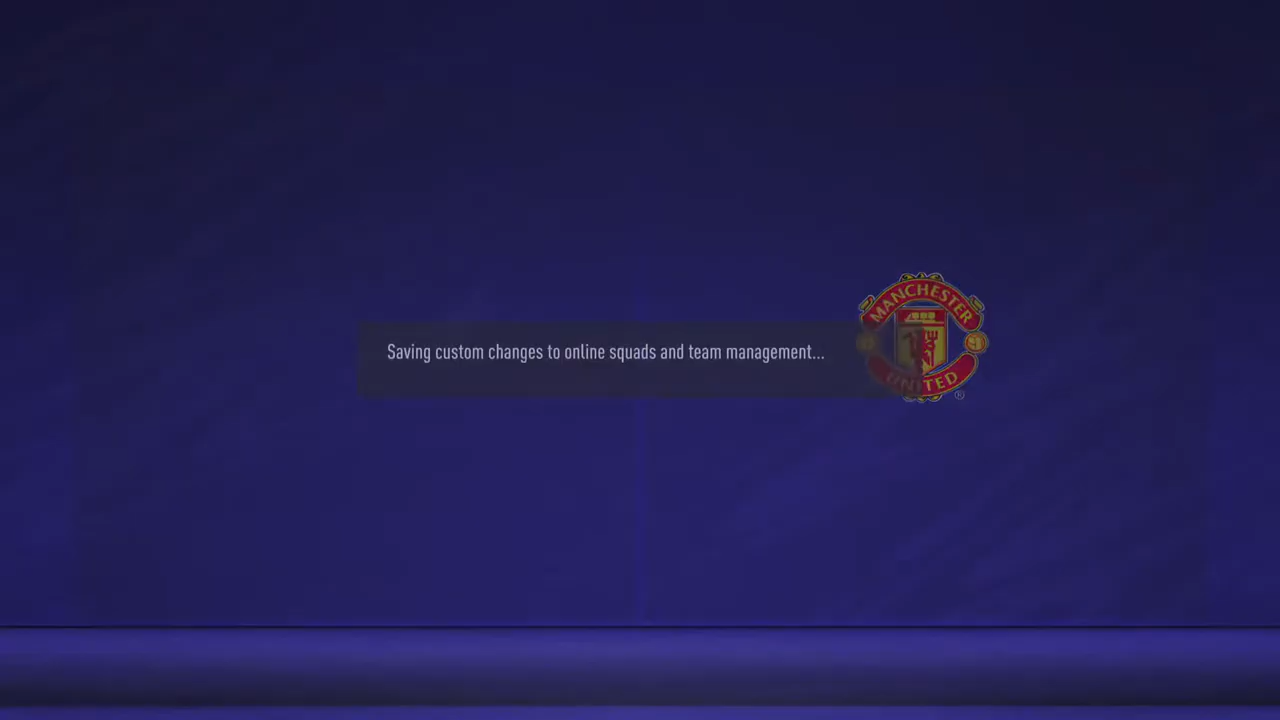 MANCHESTER
Saving custom changes to online squads and team management...
UNITED
®